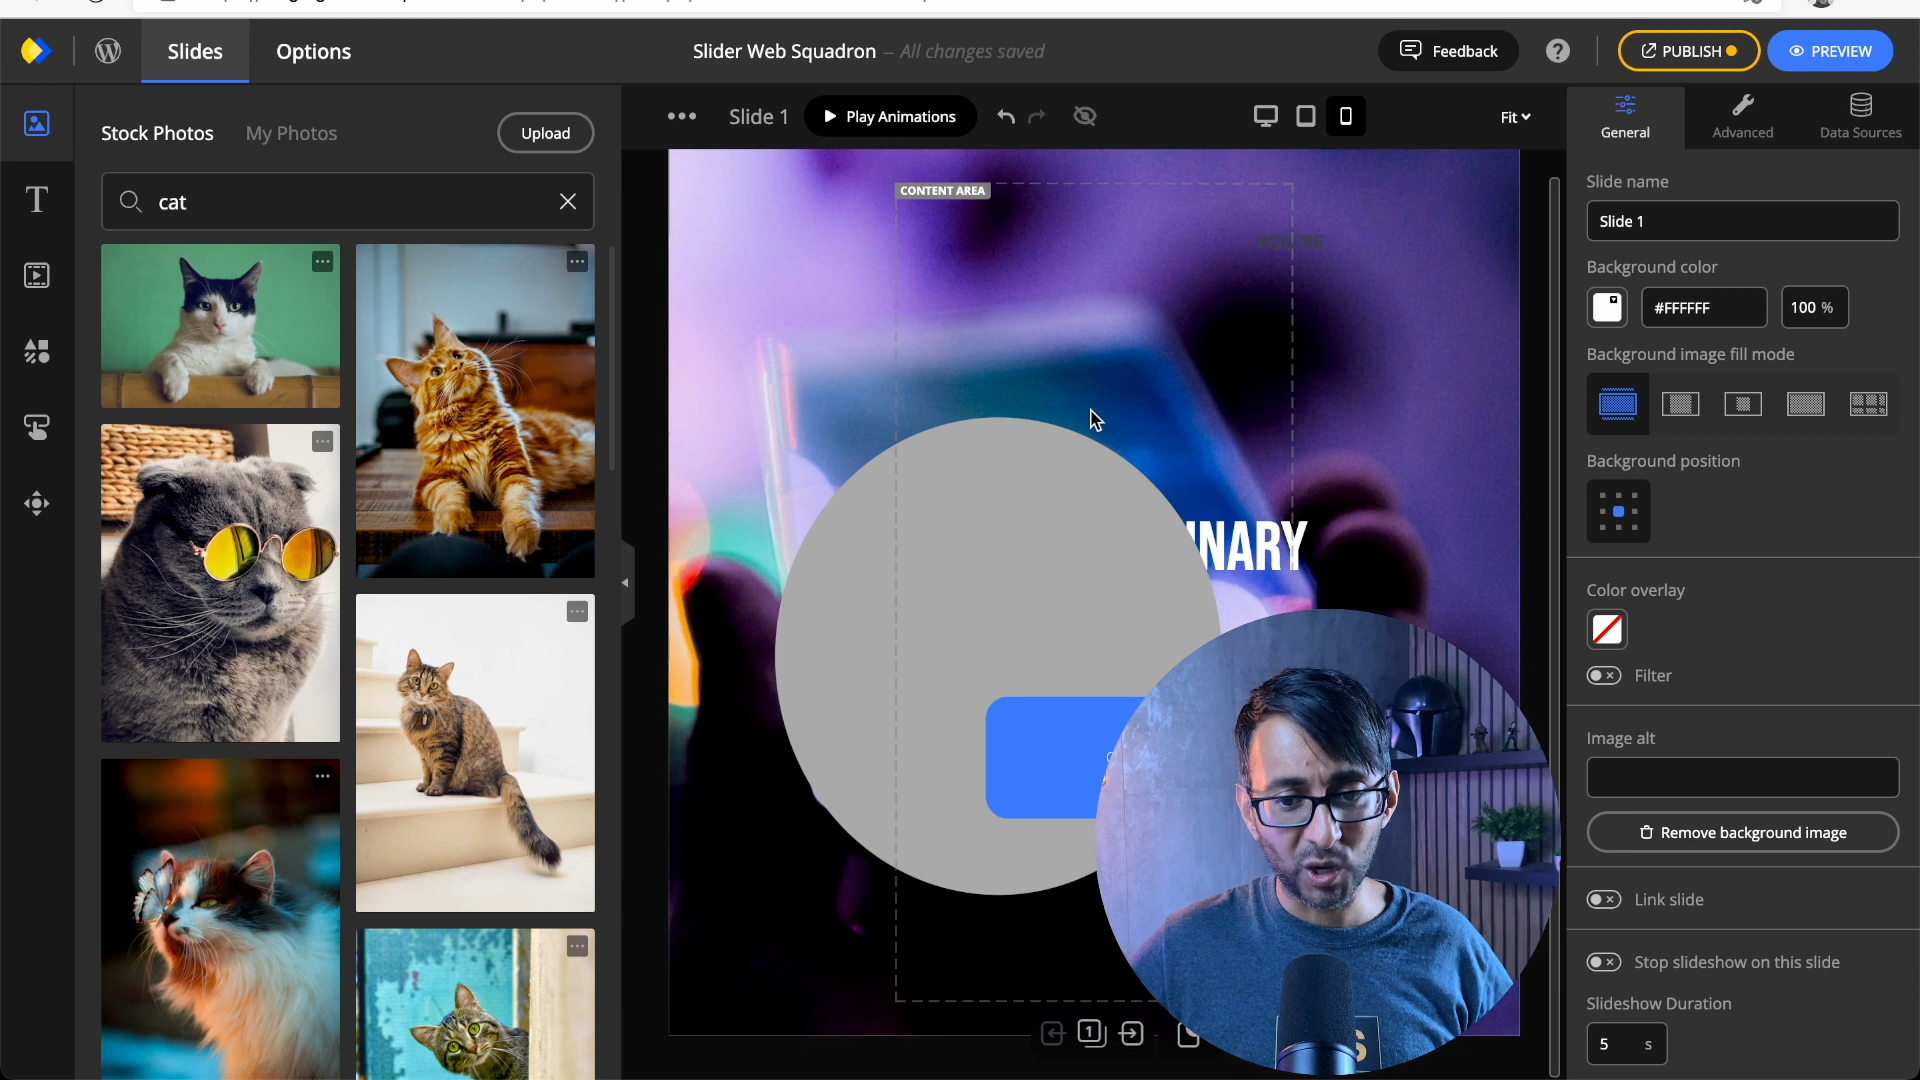 Slides
Options
Slider Web Squadron – All changes saved
Feedback
?
PUBLISH
PREVIEW
Stock Photos
My Photos
Upload
cat
Slide 1
Play Animations
Fit
General
Advanced
Data Sources
CONTENT AREA
INARY
1
Slide name
Slide 1
Background color
#FFFFFF
100 %
Background image fill mode
Background position
Color overlay
Filter
Image alt
Remove background image
Link slide
Stop slideshow on this slide
Slideshow Duration
5 s